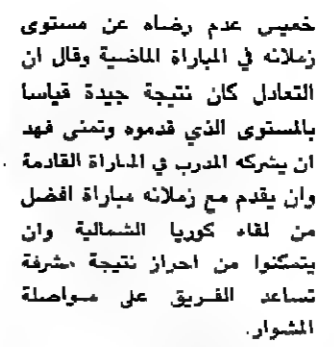 خميس عدم رضاه عن مستوى
زملائه في المباراة الماضية وقال ان
التعادل كان نتيجة جيدة قياسا
بالمستوى الذي قدموه وتمنى فهد
ان يشركه المدرب في المباراة القادمة
وان يقدم مع زملائه مباراة افضل
من لقاء كوريا الشمالية وان
يتمكنوا من احراز نتيجة مشرفة
تساعد الفريق على مواصلة
المشوار.